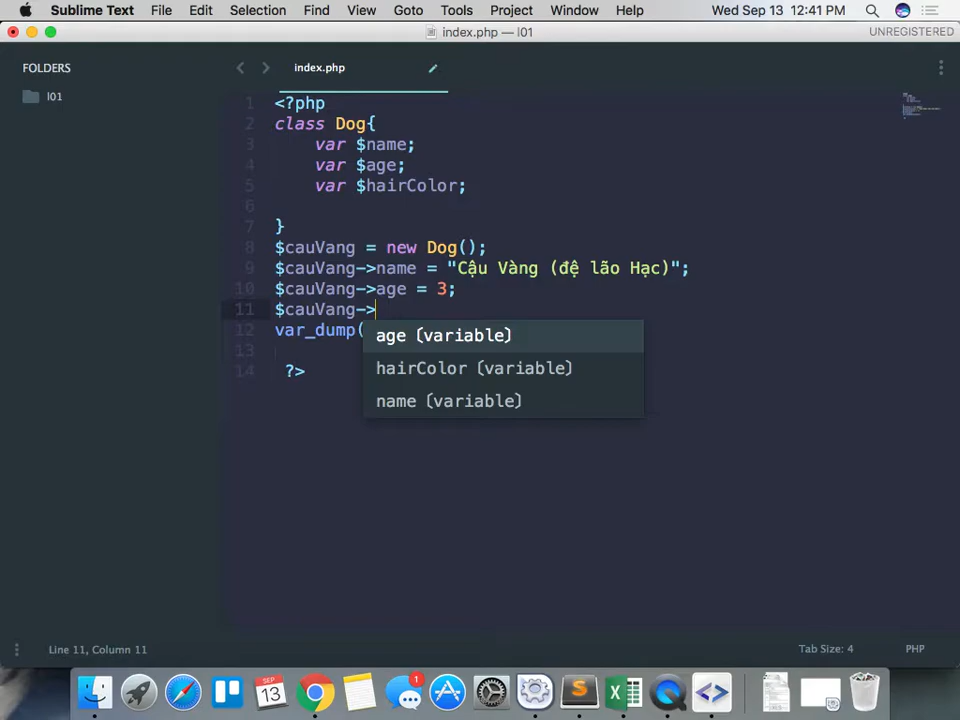 Sublime Text File Edit Selection Find View Goto Tools Project Window Help Wed Sep 13 12:41 PM
index.php — l01 UNREGISTERED
FOLDERS
l01
index.php
1 <?php
2 class Dog{
3 var $name;
4 var $age;
5 var $hairColor;
6
7 }
8 $cauVang = new Dog();
9 $cauVang->name = "Cậu Vàng (đệ lão Hạc)";
10 $cauVang->age = 3;
11 $cauVang->
12 var_dump(
age (variable)
13
hairColor (variable)
14 ?>
name (variable)
Line 11, Column 11 Tab Size: 4 PHP
SEP
13
1